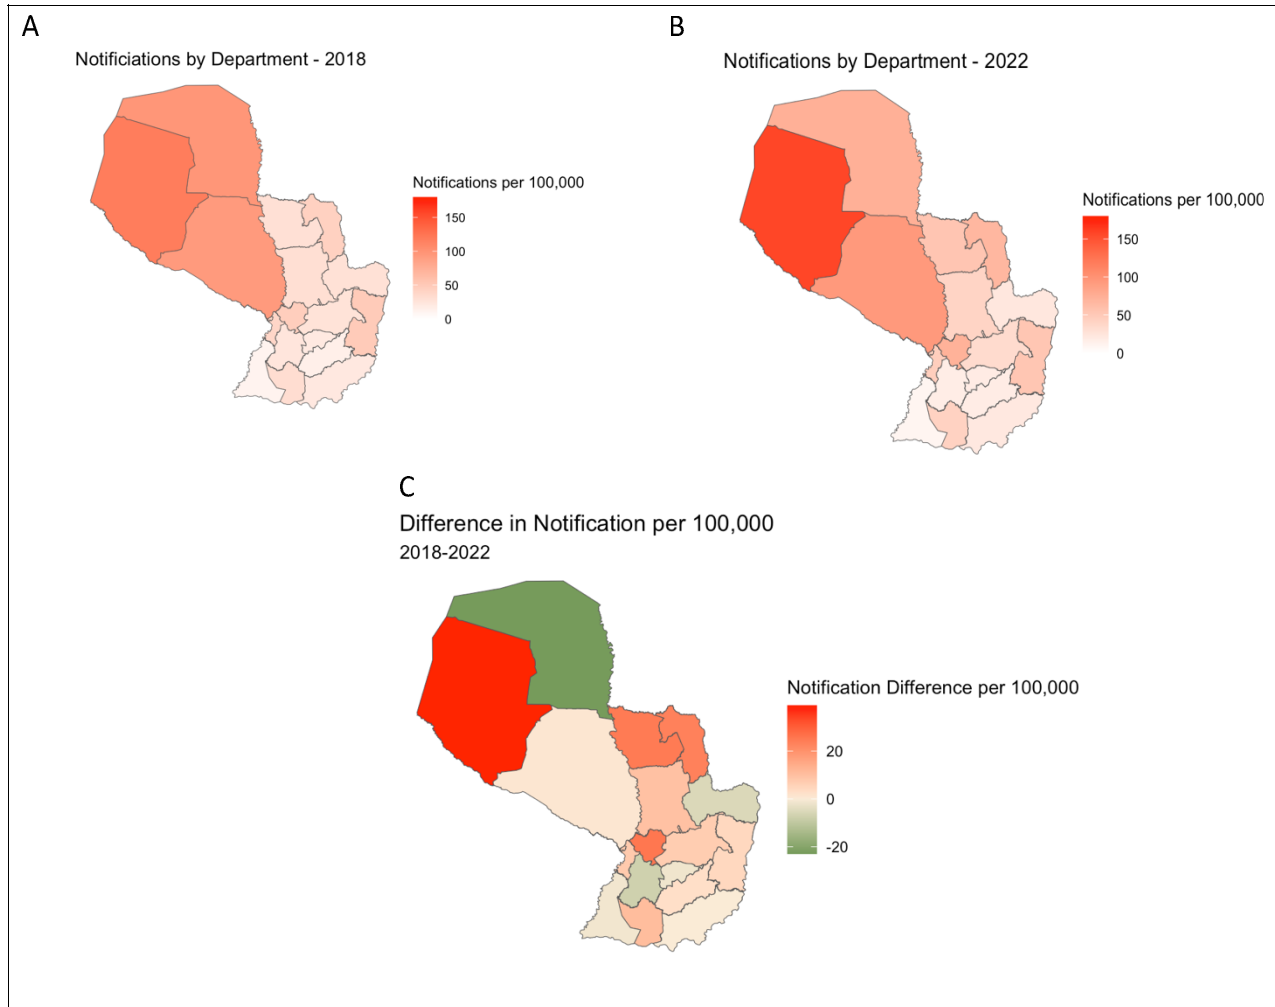 A
Notificiations by Department - 2018
Notifications per 100,000
150
100
50
0
B
Notifications by Department - 2022
Notifications per 100,000
150
100
50
0
C
Difference in Notification per 100,000
2018-2022
Notification Difference per 100,000
20
0
-20